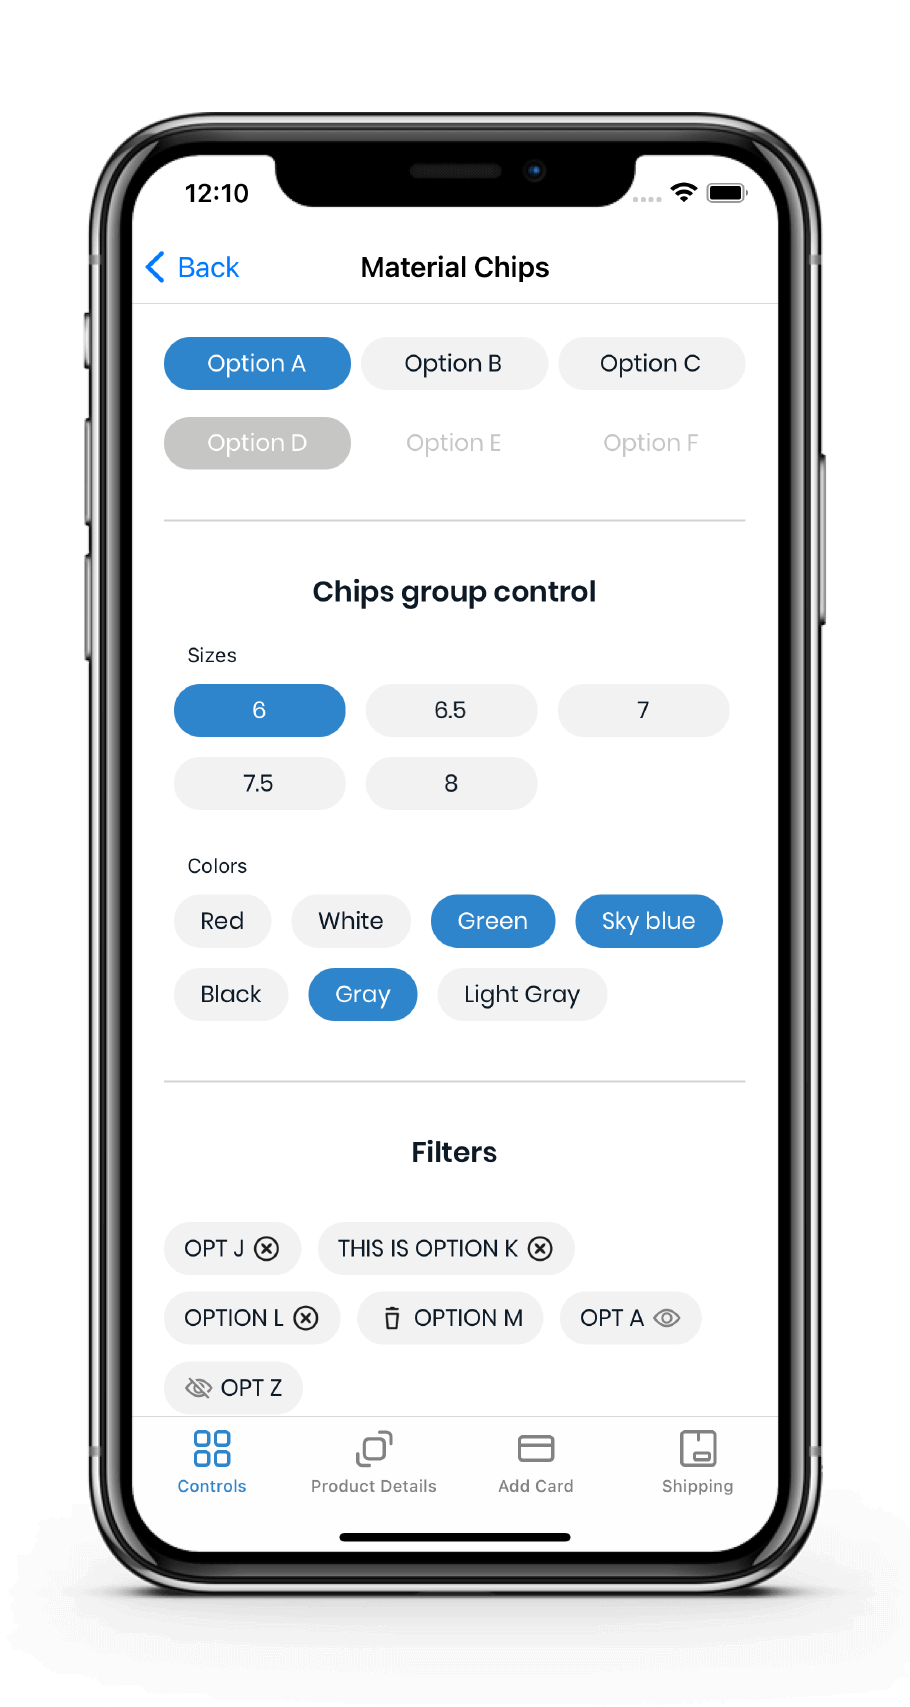 12:10
Back Material Chips
Option A Option B Option C
Option D Option E Option F
Chips group control
Sizes
6 6.5 7
7.5 8
Colors
Red White Green Sky blue
Black Gray Light Gray
Filters
OPT J THIS IS OPTION K
OPTION L OPTION M OPT A
OPT Z
Controls Product Details Add Card Shipping